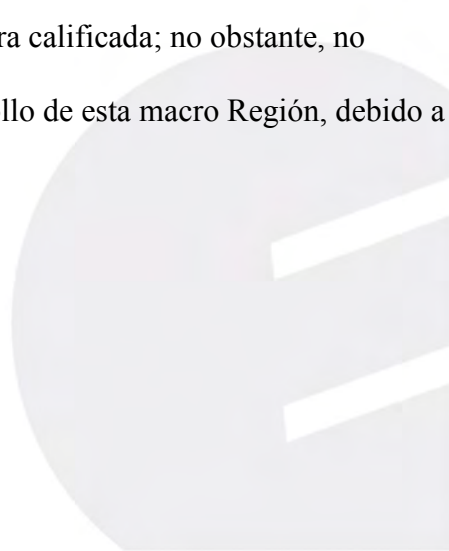 ra calificada; no obstante, no
llo de esta macro Región, debido a